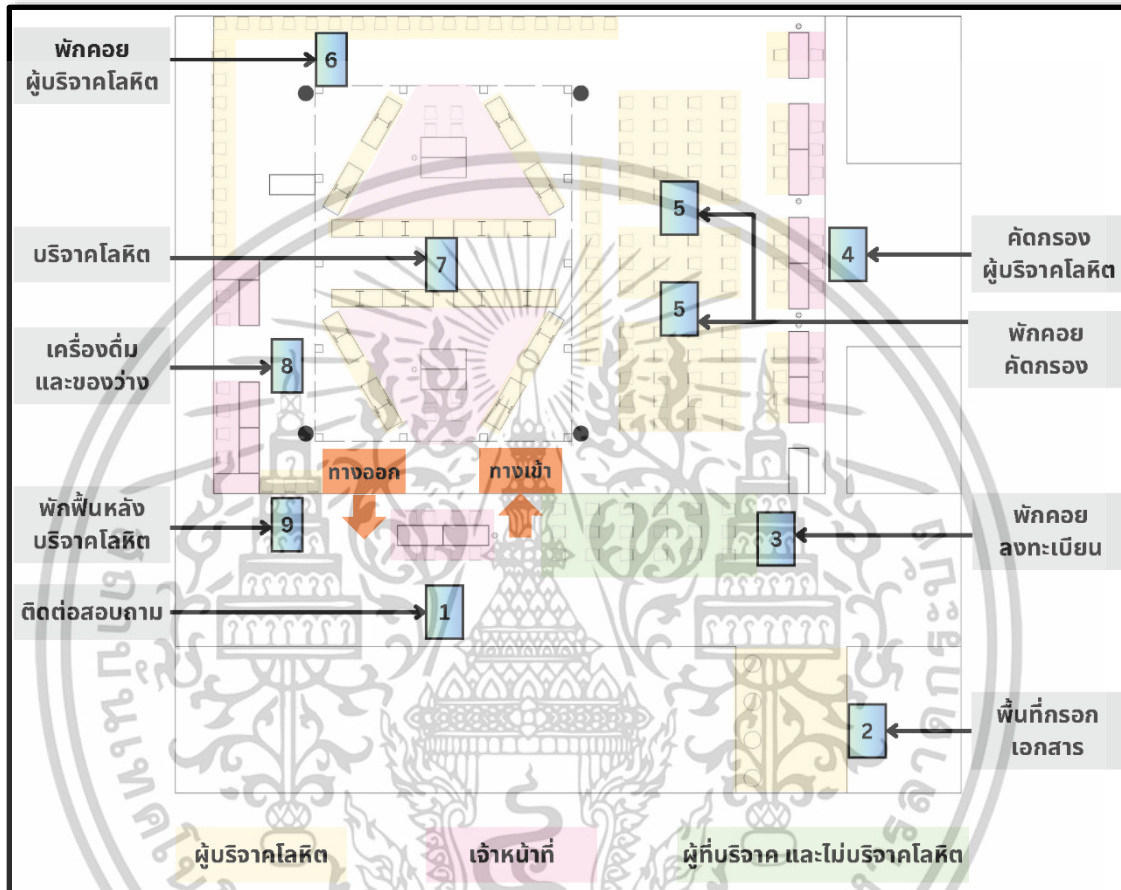 พักคอย
ผู้บริจาคโลหิต
6
5
4
คัดกรอง
ผู้บริจาคโลหิต
บริจาคโลหิต
7
5
พักคอย
คัดกรอง
เครื่องดื่ม
และของว่าง
8
ทางออก
ทางเข้า
พักฟื้นหลัง
บริจาคโลหิต
9
3
พักคอย
ลงทะเบียน
ติดต่อสอบถาม
1
2
พื้นที่กรอก
เอกสาร
ผู้บริจาคโลหิต
เจ้าหน้าที่
ผู้ที่บริจาค และไม่บริจาคโลหิต